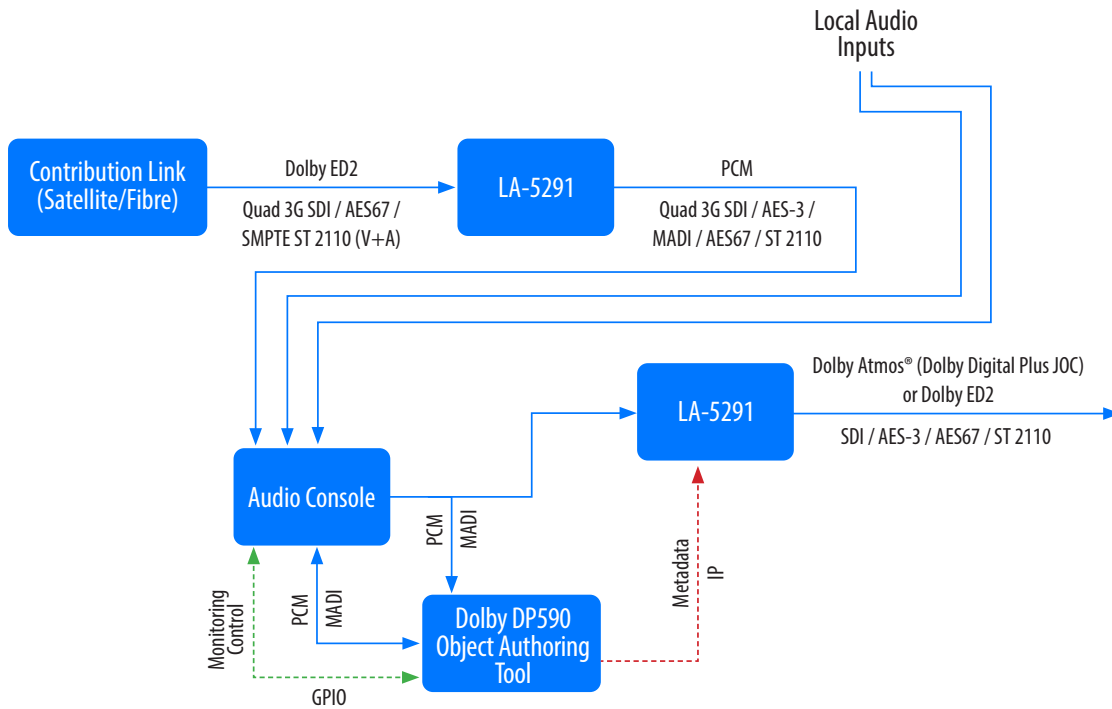 Local Audio
Inputs
Contribution Link
(Satellite/Fibre)
Dolby ED2
Quad 3G SDI / AES67 /
SMPTE ST 2110 (V+A)
LA-5291
PCM
Quad 3G SDI / AES-3 /
MADI / AES67 / ST 2110
LA-5291
Dolby Atmos® (Dolby Digital Plus JOC)
or Dolby ED2
SDI / AES-3 / AES67 / ST 2110
Audio Console
PCM
MADI
Metadata
IP
Monitoring
Control
PCM
MADI
Dolby DP590
Object Authoring
Tool
GPIO